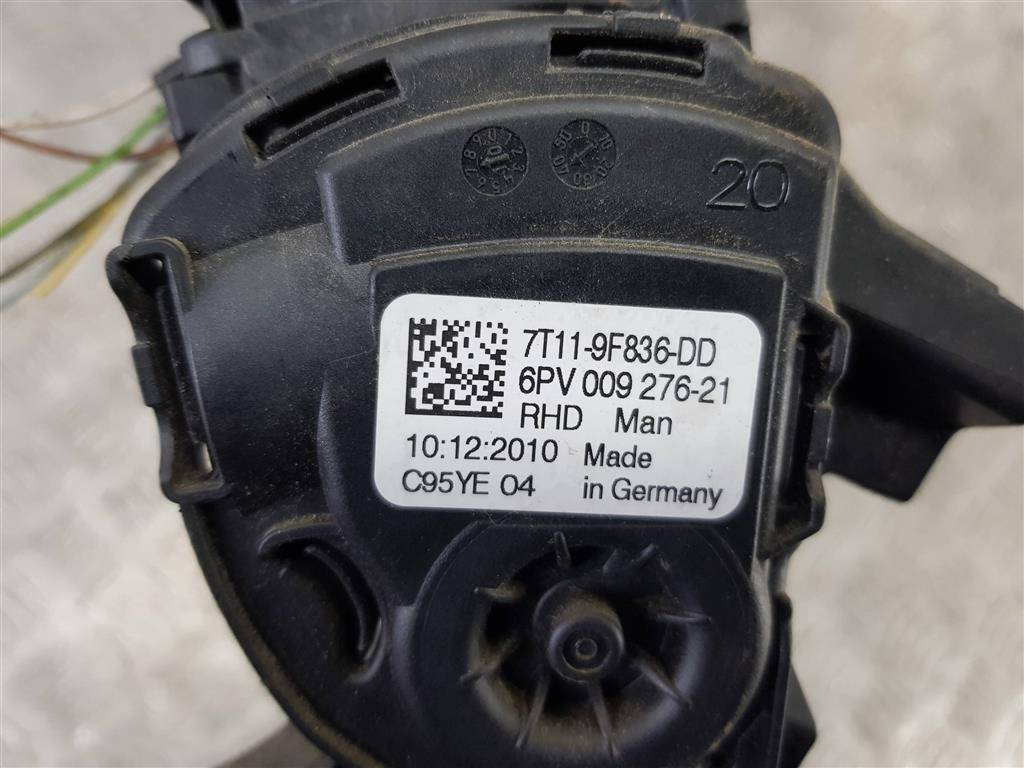 20
7T11-9F836-DD
6PV 009 276-21
RHD Man
10:12:2010 Made
C95YE 04 in Germany